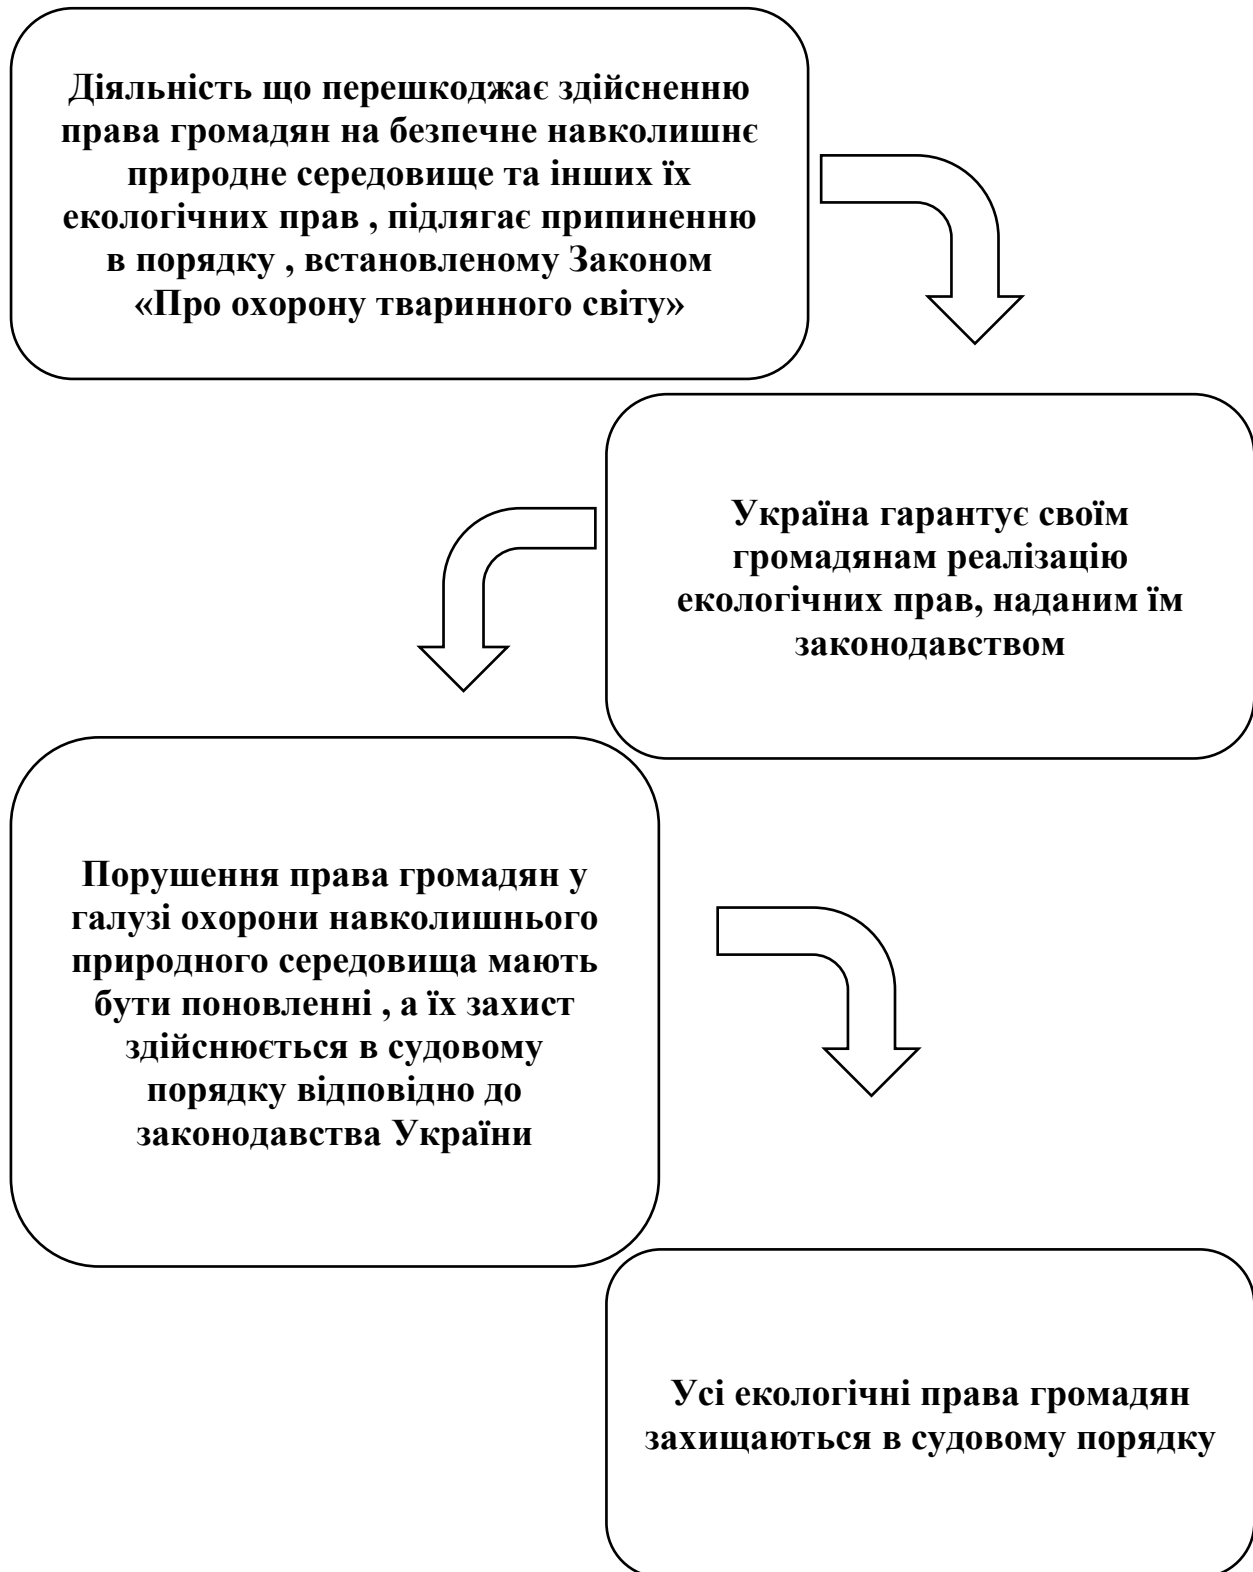 Діяльність що перешкоджає здійсненню
права громадян на безпечне навколишнє
природне середовище та інших їх
екологічних прав , підлягає припиненню
в порядку , встановленому Законом
«Про охорону тваринного світу»
Україна гарантує своїм
громадянам реалізацію
екологічних прав, наданим їм
законодавством
Порушення права громадян у
галузі охорони навколишнього
природного середовища мають
бути поновленні , а їх захист
здійснюється в судовому
порядку відповідно до
законодавства України
Усі екологічні права громадян
захищаються в судовому порядку